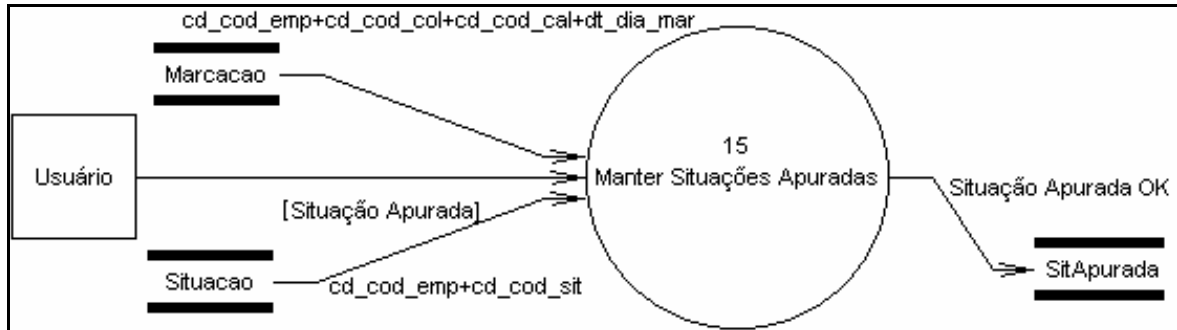 cd_cod_emp+cd_cod_col+cd_cod_cal+dt_dia_mar
Marcacao
15
Usuário
Manter Situações Apuradas
Situação Apurada OK
[Situação Apurada]
SitApurada
Situacao
cd_cod_emp+cd_cod_sit